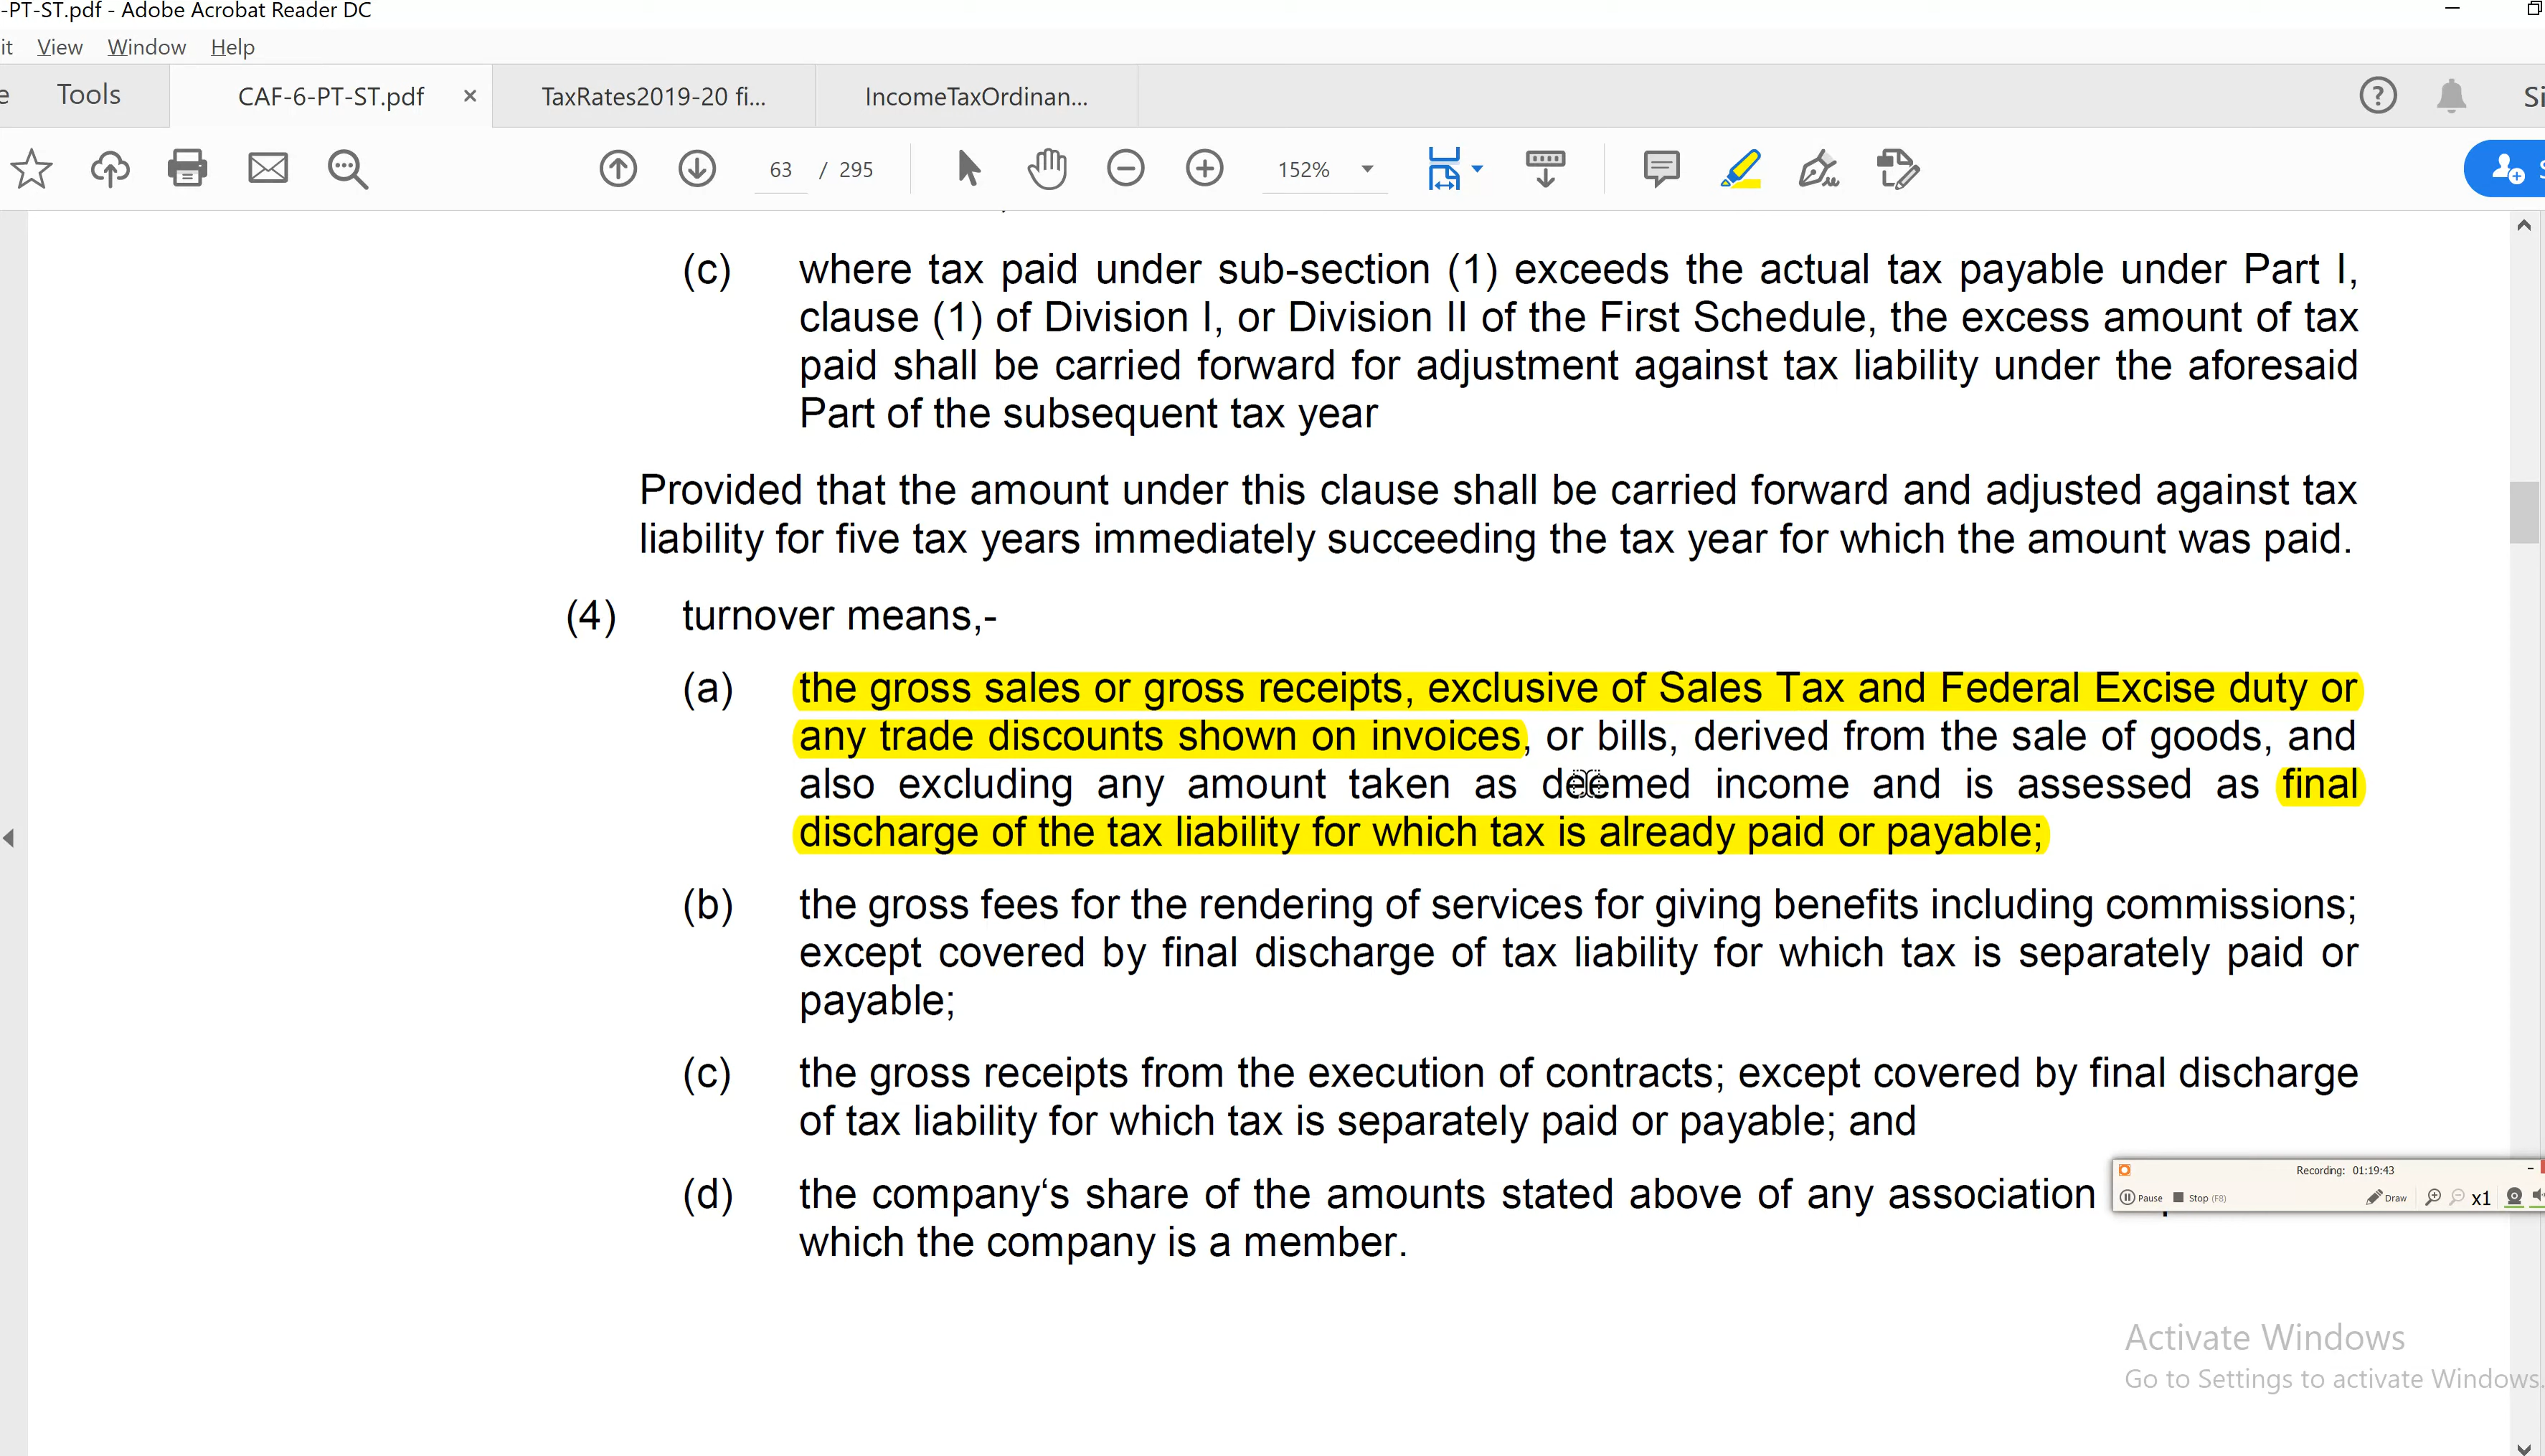 -PT-ST.pdf - Adobe Acrobat Reader DC
it View Window Help
e Tools CAF-6-PT-ST.pdf × TaxRates2019-20 fi... IncomeTaxOrdinan... ? Si
63 / 295 152% S
(c) where tax paid under sub-section (1) exceeds the actual tax payable under Part I,
clause (1) of Division I, or Division II of the First Schedule, the excess amount of tax
paid shall be carried forward for adjustment against tax liability under the aforesaid
Part of the subsequent tax year
Provided that the amount under this clause shall be carried forward and adjusted against tax
liability for five tax years immediately succeeding the tax year for which the amount was paid.
(4) turnover means,-
(a) the gross sales or gross receipts, exclusive of Sales Tax and Federal Excise duty or
any trade discounts shown on invoices, or bills, derived from the sale of goods, and
also excluding any amount taken as deemed income and is assessed as final
discharge of the tax liability for which tax is already paid or payable;
(b) the gross fees for the rendering of services for giving benefits including commissions;
except covered by final discharge of tax liability for which tax is separately paid or
payable;
(c) the gross receipts from the execution of contracts; except covered by final discharge
of tax liability for which tax is separately paid or payable; and
(d) the company‘s share of the amounts stated above of any association
which the company is a member.
Recording: 01:19:43
Pause Stop (F8) Draw x1
Activate Windows
Go to Settings to activate Windows.